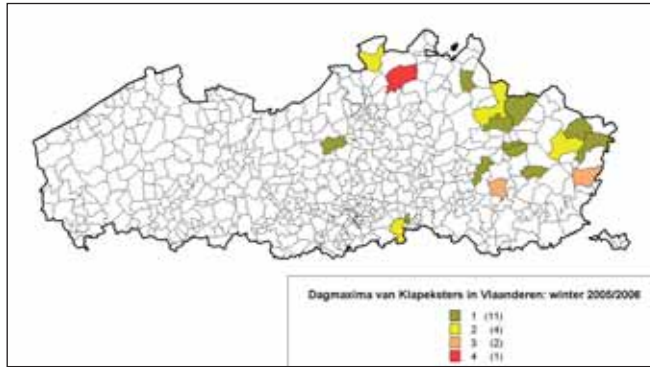 Dagmaxima van Klapeksters in Vlaanderen: winter 2005/2006
1 (11)
2 (4)
3 (2)
4 (1)